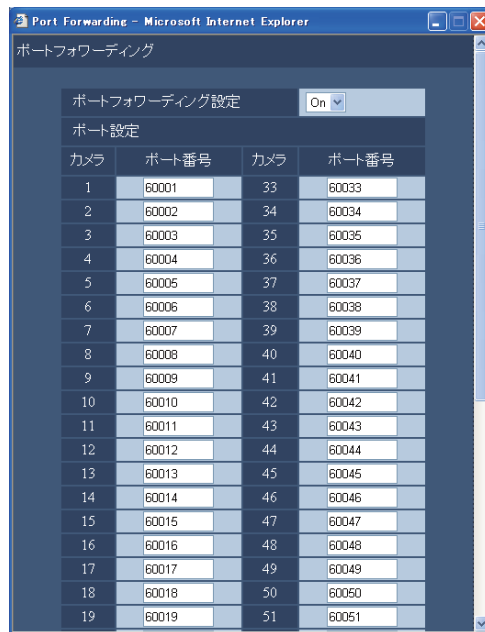 Port Forwarding - Microsoft Internet Explorer
ポートフォワーディング
ポートフォワーディング設定 On
ポート設定
カメラ ポート番号 カメラ ポート番号
1 60001 33 60033
2 60002 34 60034
3 60003 35 60035
4 60004 36 60036
5 60005 37 60037
6 60006 38 60038
7 60007 39 60039
8 60008 40 60040
9 60009 41 60041
10 60010 42 60042
11 60011 43 60043
12 60012 44 60044
13 60013 45 60045
14 60014 46 60046
15 60015 47 60047
16 60016 48 60048
17 60017 49 60049
18 60018 50 60050
19 60019 51 60051